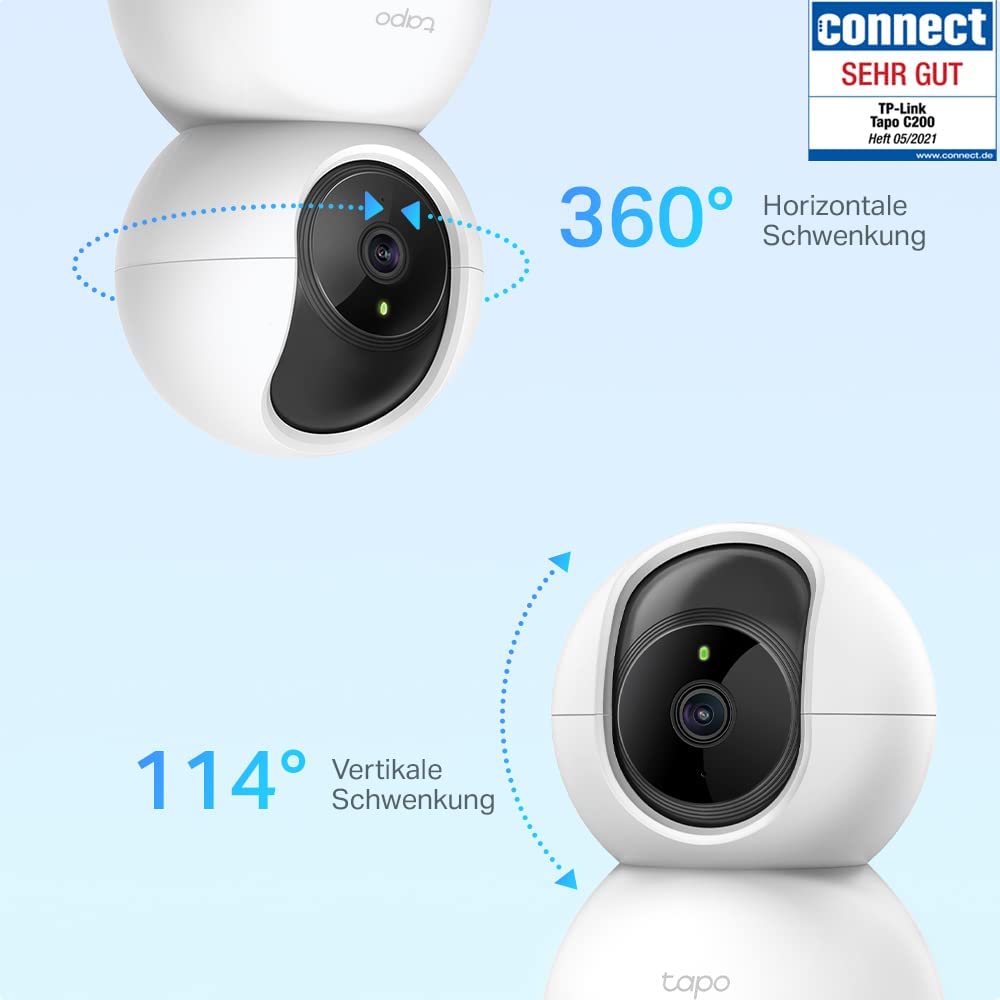 tapo
connect
SEHR GUT
TP-Link
Tapo C200
Heft 05/2021
www.connect.de
360°
Horizontale
Schwenkung
114°
Vertikale
Schwenkung
tapo